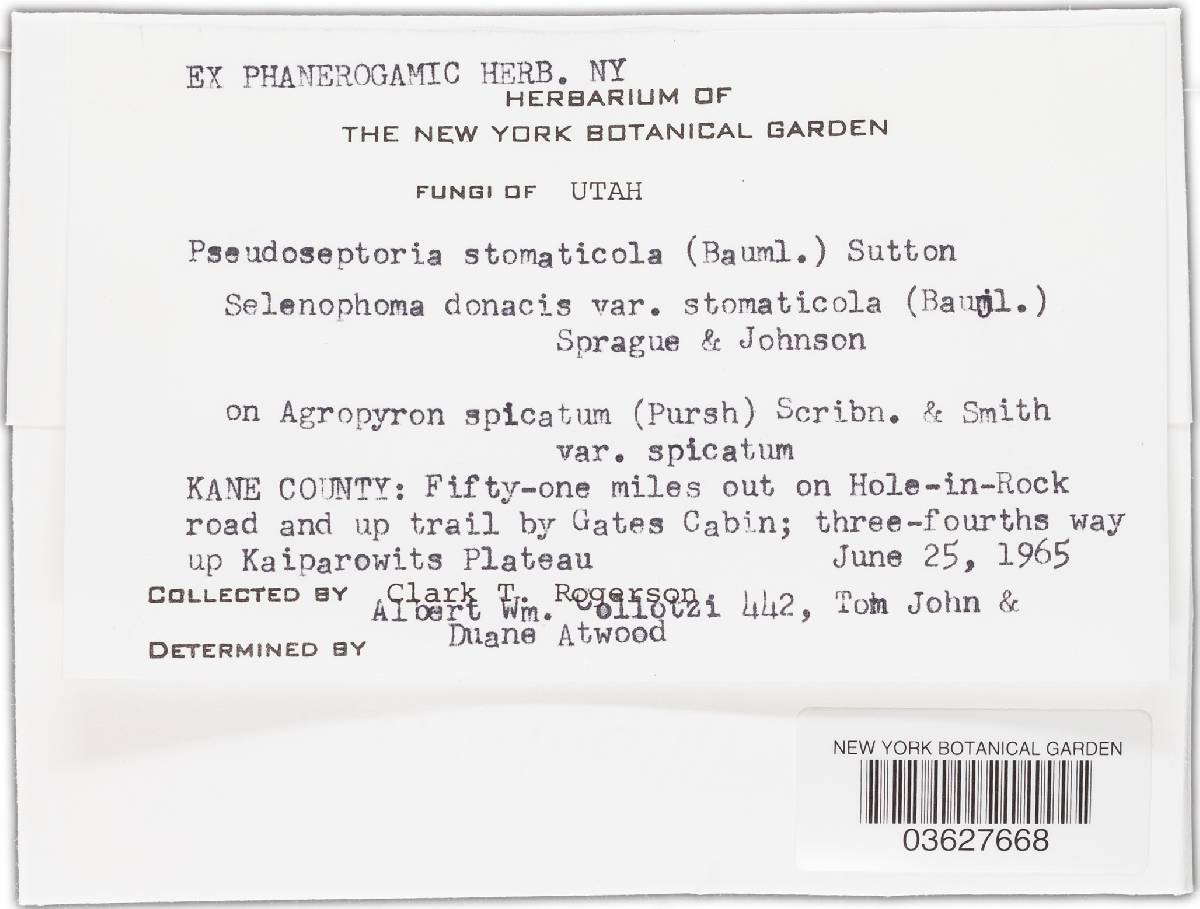 EX PHANEROGAMIC HERB. NY
HERBARIUM OF
THE NEW YORK BOTANICAL GARDEN
FUNGI OF UTAH
Pseudoseptoria stomaticola (Bauml.) Sutton
Selenophoma donacis var. stomaticola (Bauml.)
Sprague & Johnson
on Agropyron spicatum (Pursh) Scribn. & Smith
var. spicatum
KANE COUNTY: Fifty-one miles out on Hole-in-Rock
road and up trail by Gates Cabin; three-fourths way
up Kaiparowits Plateau June 25, 1965
COLLECTED BY Clark T. Rogerson
Albert Wm. 442, Tom John &
Duane Atwood
DETERMINED BY
NEW YORK BOTANICAL GARDEN
03627668